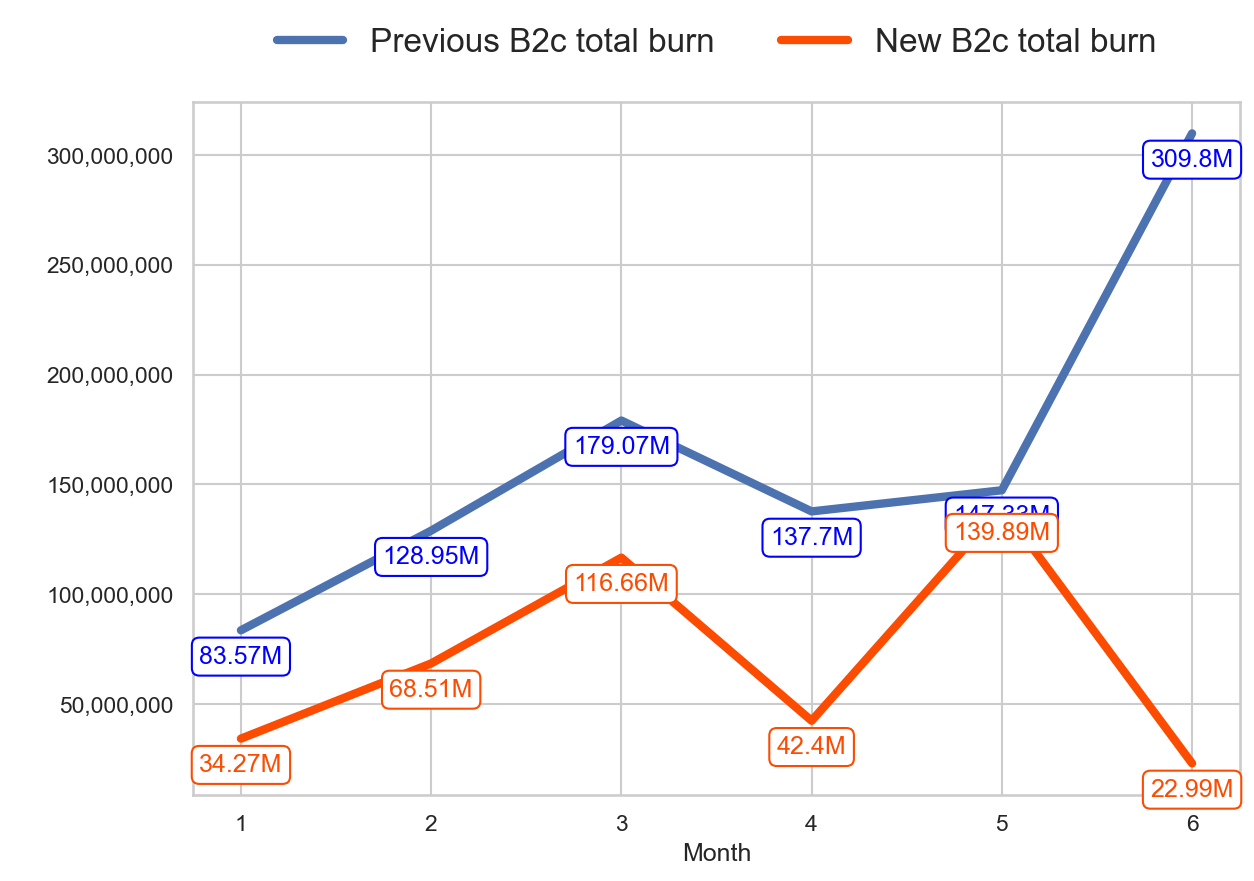 Previous B2c total burn New B2c total burn
300,000,000
309.8M
250,000,000
200,000,000
179.07M
150,000,000
147.33M
139.89M
137.7M
128.95M
116.66M
100,000,000
83.57M
68.51M
50,000,000
42.4M
34.27M
22.99M
1 2 3 4 5 6
Month